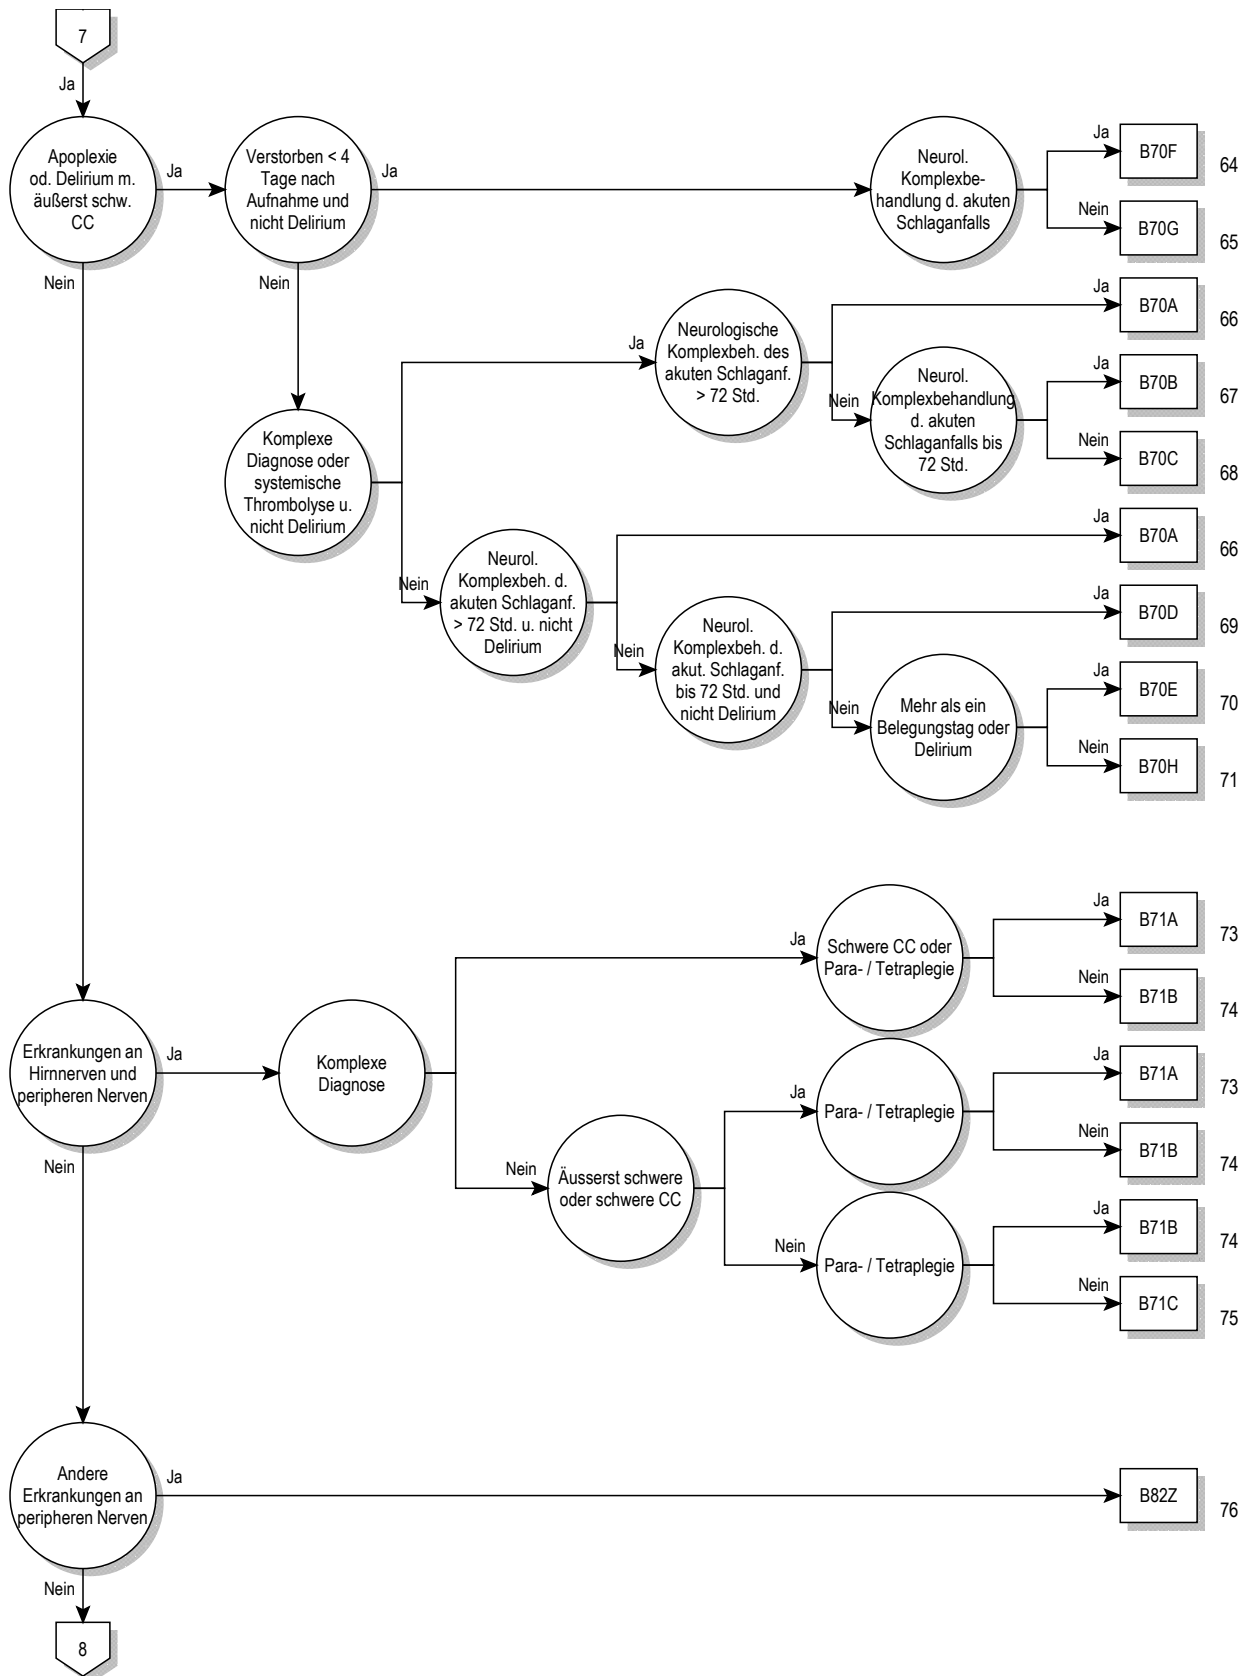 7
Ja
Apoplexie
od. Delirium m.
äußerst schw.
CC
Ja
Verstorben < 4
Tage nach
Aufnahme und
nicht Delirium
Ja
Neurol.
Komplexbe-
handlung d. akuten
Schlaganfalls
Ja
B70F
64
Nein
B70G
65
Nein
Nein
Komplexe
Diagnose oder
systemische
Thrombolyse u.
nicht Delirium
Ja
Neurologische
Komplexbeh. des
akuten Schlaganf.
> 72 Std.
Ja
B70A
66
Nein
Neurol.
Komplexbehandlung
d. akuten
Schlaganfalls bis
72 Std.
Ja
B70B
67
Nein
B70C
68
Nein
Neurol.
Komplexbeh. d.
akuten Schlaganf.
> 72 Std. u. nicht
Delirium
Ja
B70A
66
Nein
Neurol.
Komplexbeh. d.
akut. Schlaganf.
bis 72 Std. und
nicht Delirium
Ja
B70D
69
Nein
Mehr als ein
Belegungstag oder
Delirium
Ja
B70E
70
Nein
B70H
71
Erkrankungen an
Hirnnerven und
peripheren Nerven
Ja
Komplexe
Diagnose
Ja
Schwere CC oder
Para- / Tetraplegie
Ja
B71A
73
Nein
B71B
74
Nein
Äusserst schwere
oder schwere CC
Ja
Para- / Tetraplegie
Ja
B71A
73
Nein
B71B
74
Nein
Para- / Tetraplegie
Ja
B71B
74
Nein
B71C
75
Nein
Andere
Erkrankungen an
peripheren Nerven
Ja
B82Z
76
Nein
8